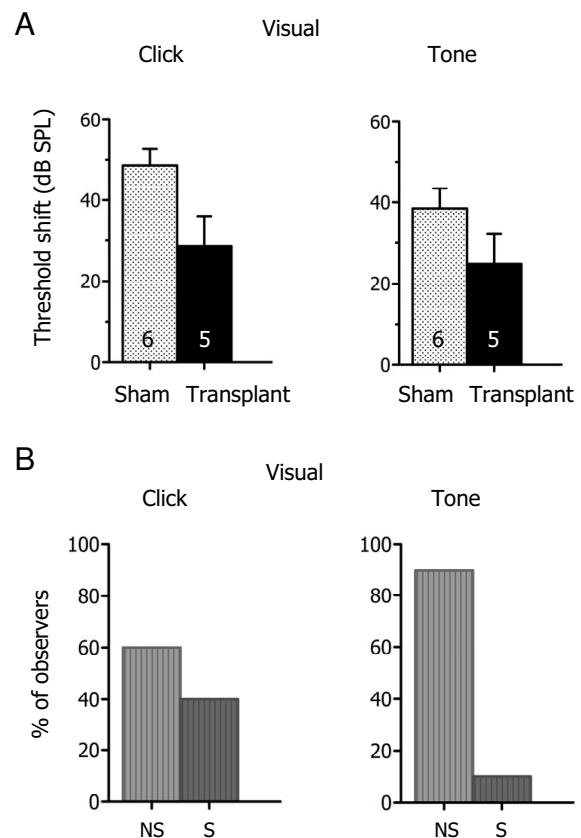 A
Visual
Click
Tone
Threshold shift (dB SPL)
60
40
20
0
6
5
Sham Transplant
60
40
20
0
6
5
Sham Transplant
B
Visual
Click
Tone
% of observers
100
80
60
40
20
0
NS S
100
80
60
40
20
0
NS S